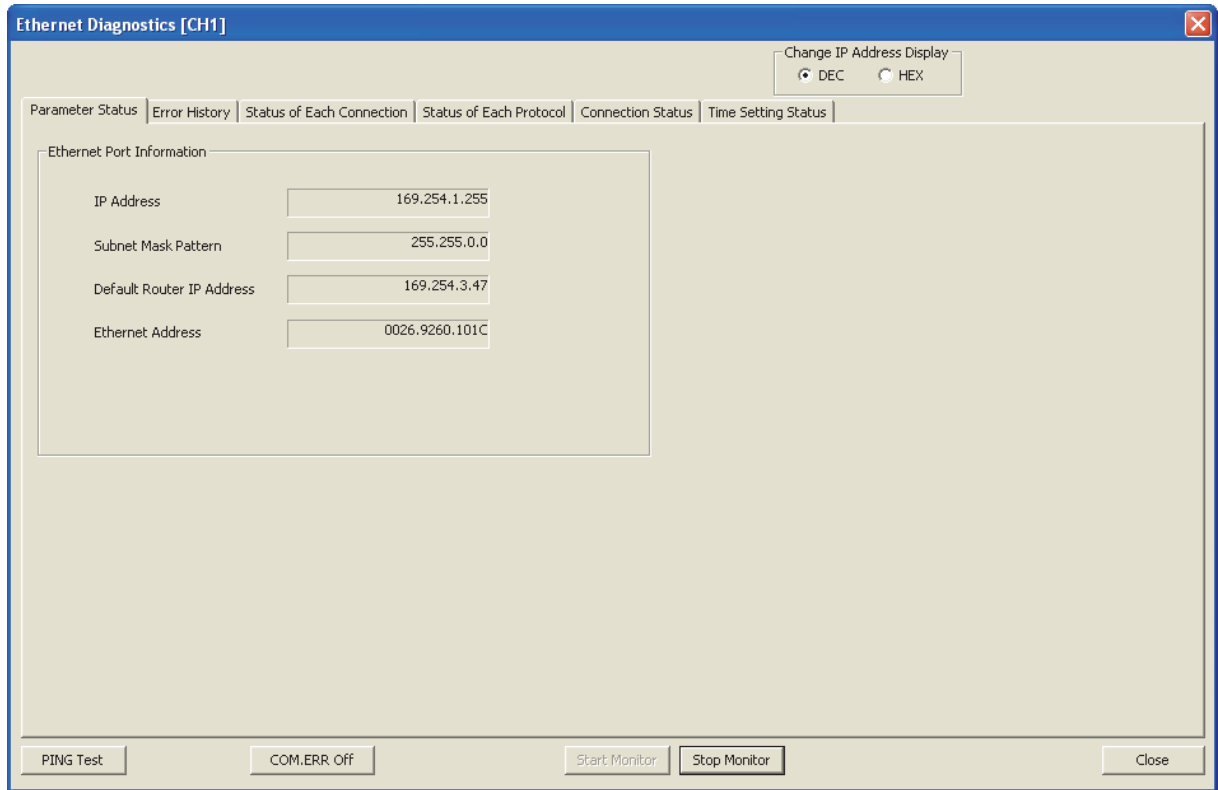 Ethernet Diagnostics [CH1]
Change IP Address Display
DEC HEX
Parameter Status Error History Status of Each Connection Status of Each Protocol Connection Status Time Setting Status
Ethernet Port Information
IP Address 169.254.1.255
Subnet Mask Pattern 255.255.0.0
Default Router IP Address 169.254.3.47
Ethernet Address 0026.9260.101C
PING Test COM.ERR Off Start Monitor Stop Monitor Close